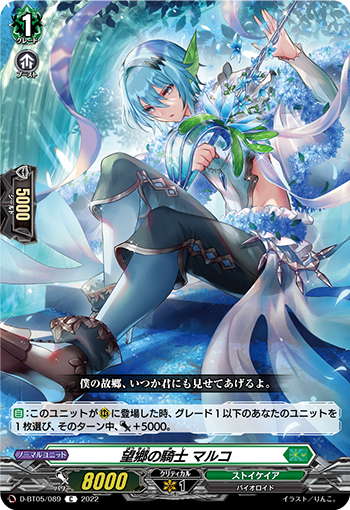 1
グレード
ブースト
5000
シールド
僕の故郷、いつか君にも見せてあげるよ。
:このユニットが に登場した時、グレード1以下のあなたのユニットを
1枚選び、そのターン中、 +5000。
ノーマルユニット
望郷の騎士 マルコ
ストイケイア
パワー 8000
クリティカル
1
バイオロイド
D-BT05/089 C 2022
イラスト/りんご。